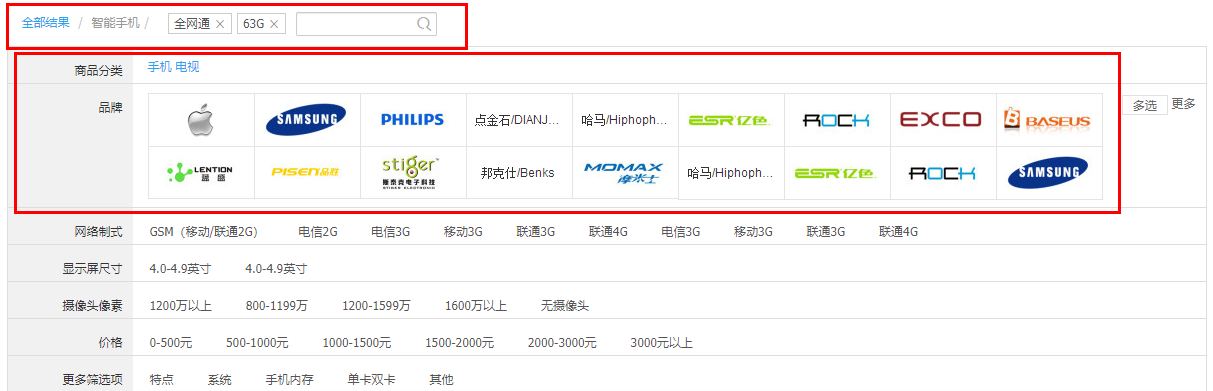 全部结果 / 智能手机 / 全网通 × 63G ×
商品分类 手机 电视
品牌 SAMSUNG PHILIPS 点金石/DIANJ... 哈马/Hiphoph... ESR 亿色 ROCK EXCO BASEUS 多选 更多
LENTION 蓝盛 PISEN品胜 stiger 斯泰克电子科技 STIGER ELECTRONIC 邦克仕/Benks MOMAX 摩米士 哈马/Hiphoph... ESR 亿色 ROCK SAMSUNG
网络制式 GSM（移动/联通2G） 电信2G 电信3G 移动3G 联通3G 联通4G 电信3G 移动3G 联通3G 联通4G
显示屏尺寸 4.0-4.9英寸 4.0-4.9英寸
摄像头像素 1200万以上 800-1199万 1200-1599万 1600万以上 无摄像头
价格 0-500元 500-1000元 1000-1500元 1500-2000元 2000-3000元 3000元以上
更多筛选项 特点 系统 手机内存 单卡双卡 其他